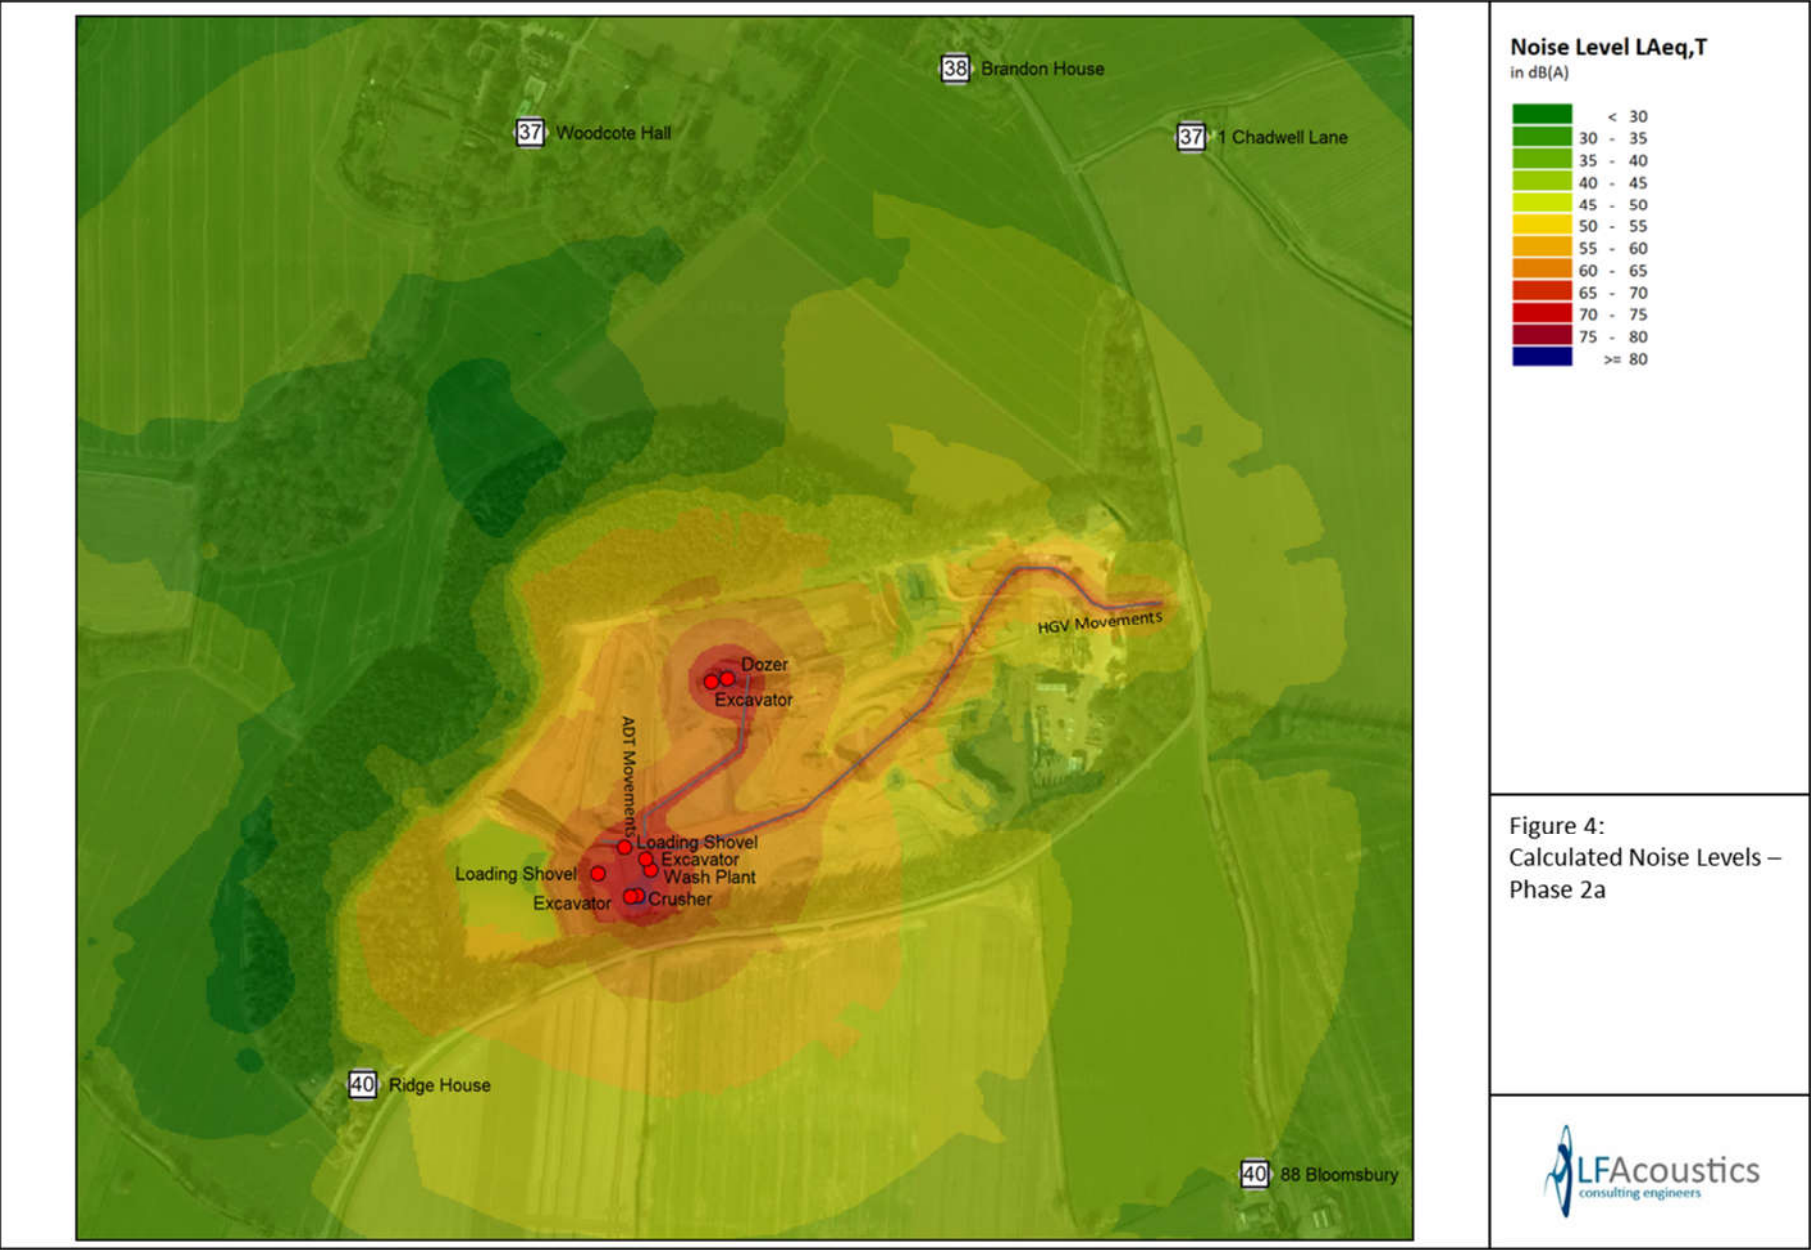 38 Brandon House
37 Woodcote Hall
37 1 Chadwell Lane
HGV Movements
Dozer
Excavator
ADT Movements
Loading Shovel
Excavator
Loading Shovel
Wash Plant
Excavator
Crusher
40 Ridge House
40 88 Bloomsbury
Noise Level LAeq,T
in dB(A)
< 30
30 - 35
35 - 40
40 - 45
45 - 50
50 - 55
55 - 60
60 - 65
65 - 70
70 - 75
75 - 80
>= 80
Figure 4:
Calculated Noise Levels –
Phase 2a
LFAcoustics
consulting engineers